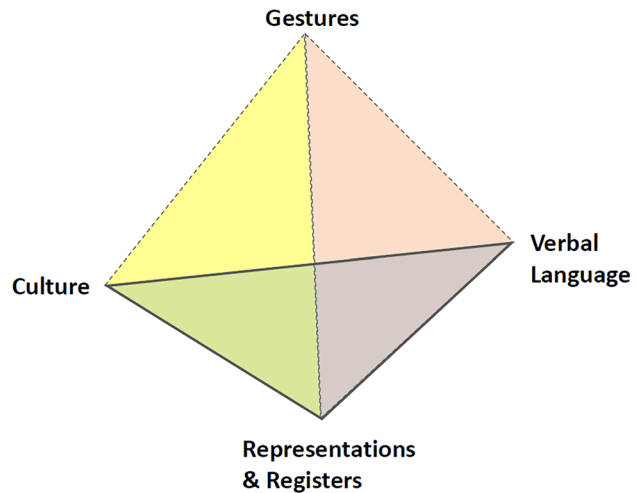 Gestures
Verbal
Language
Culture
Representations
& Registers